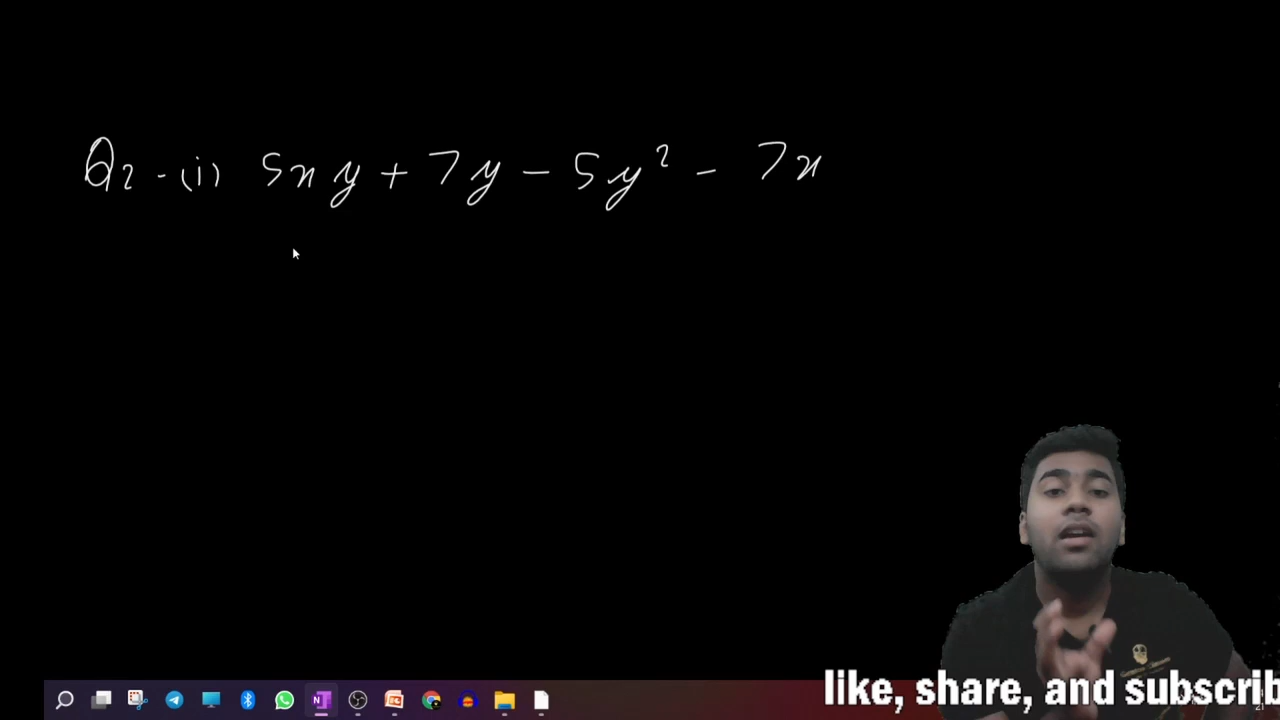 Q2 - (i) 5xy + 7y - 5y² - 7x
like, share, and subscrib